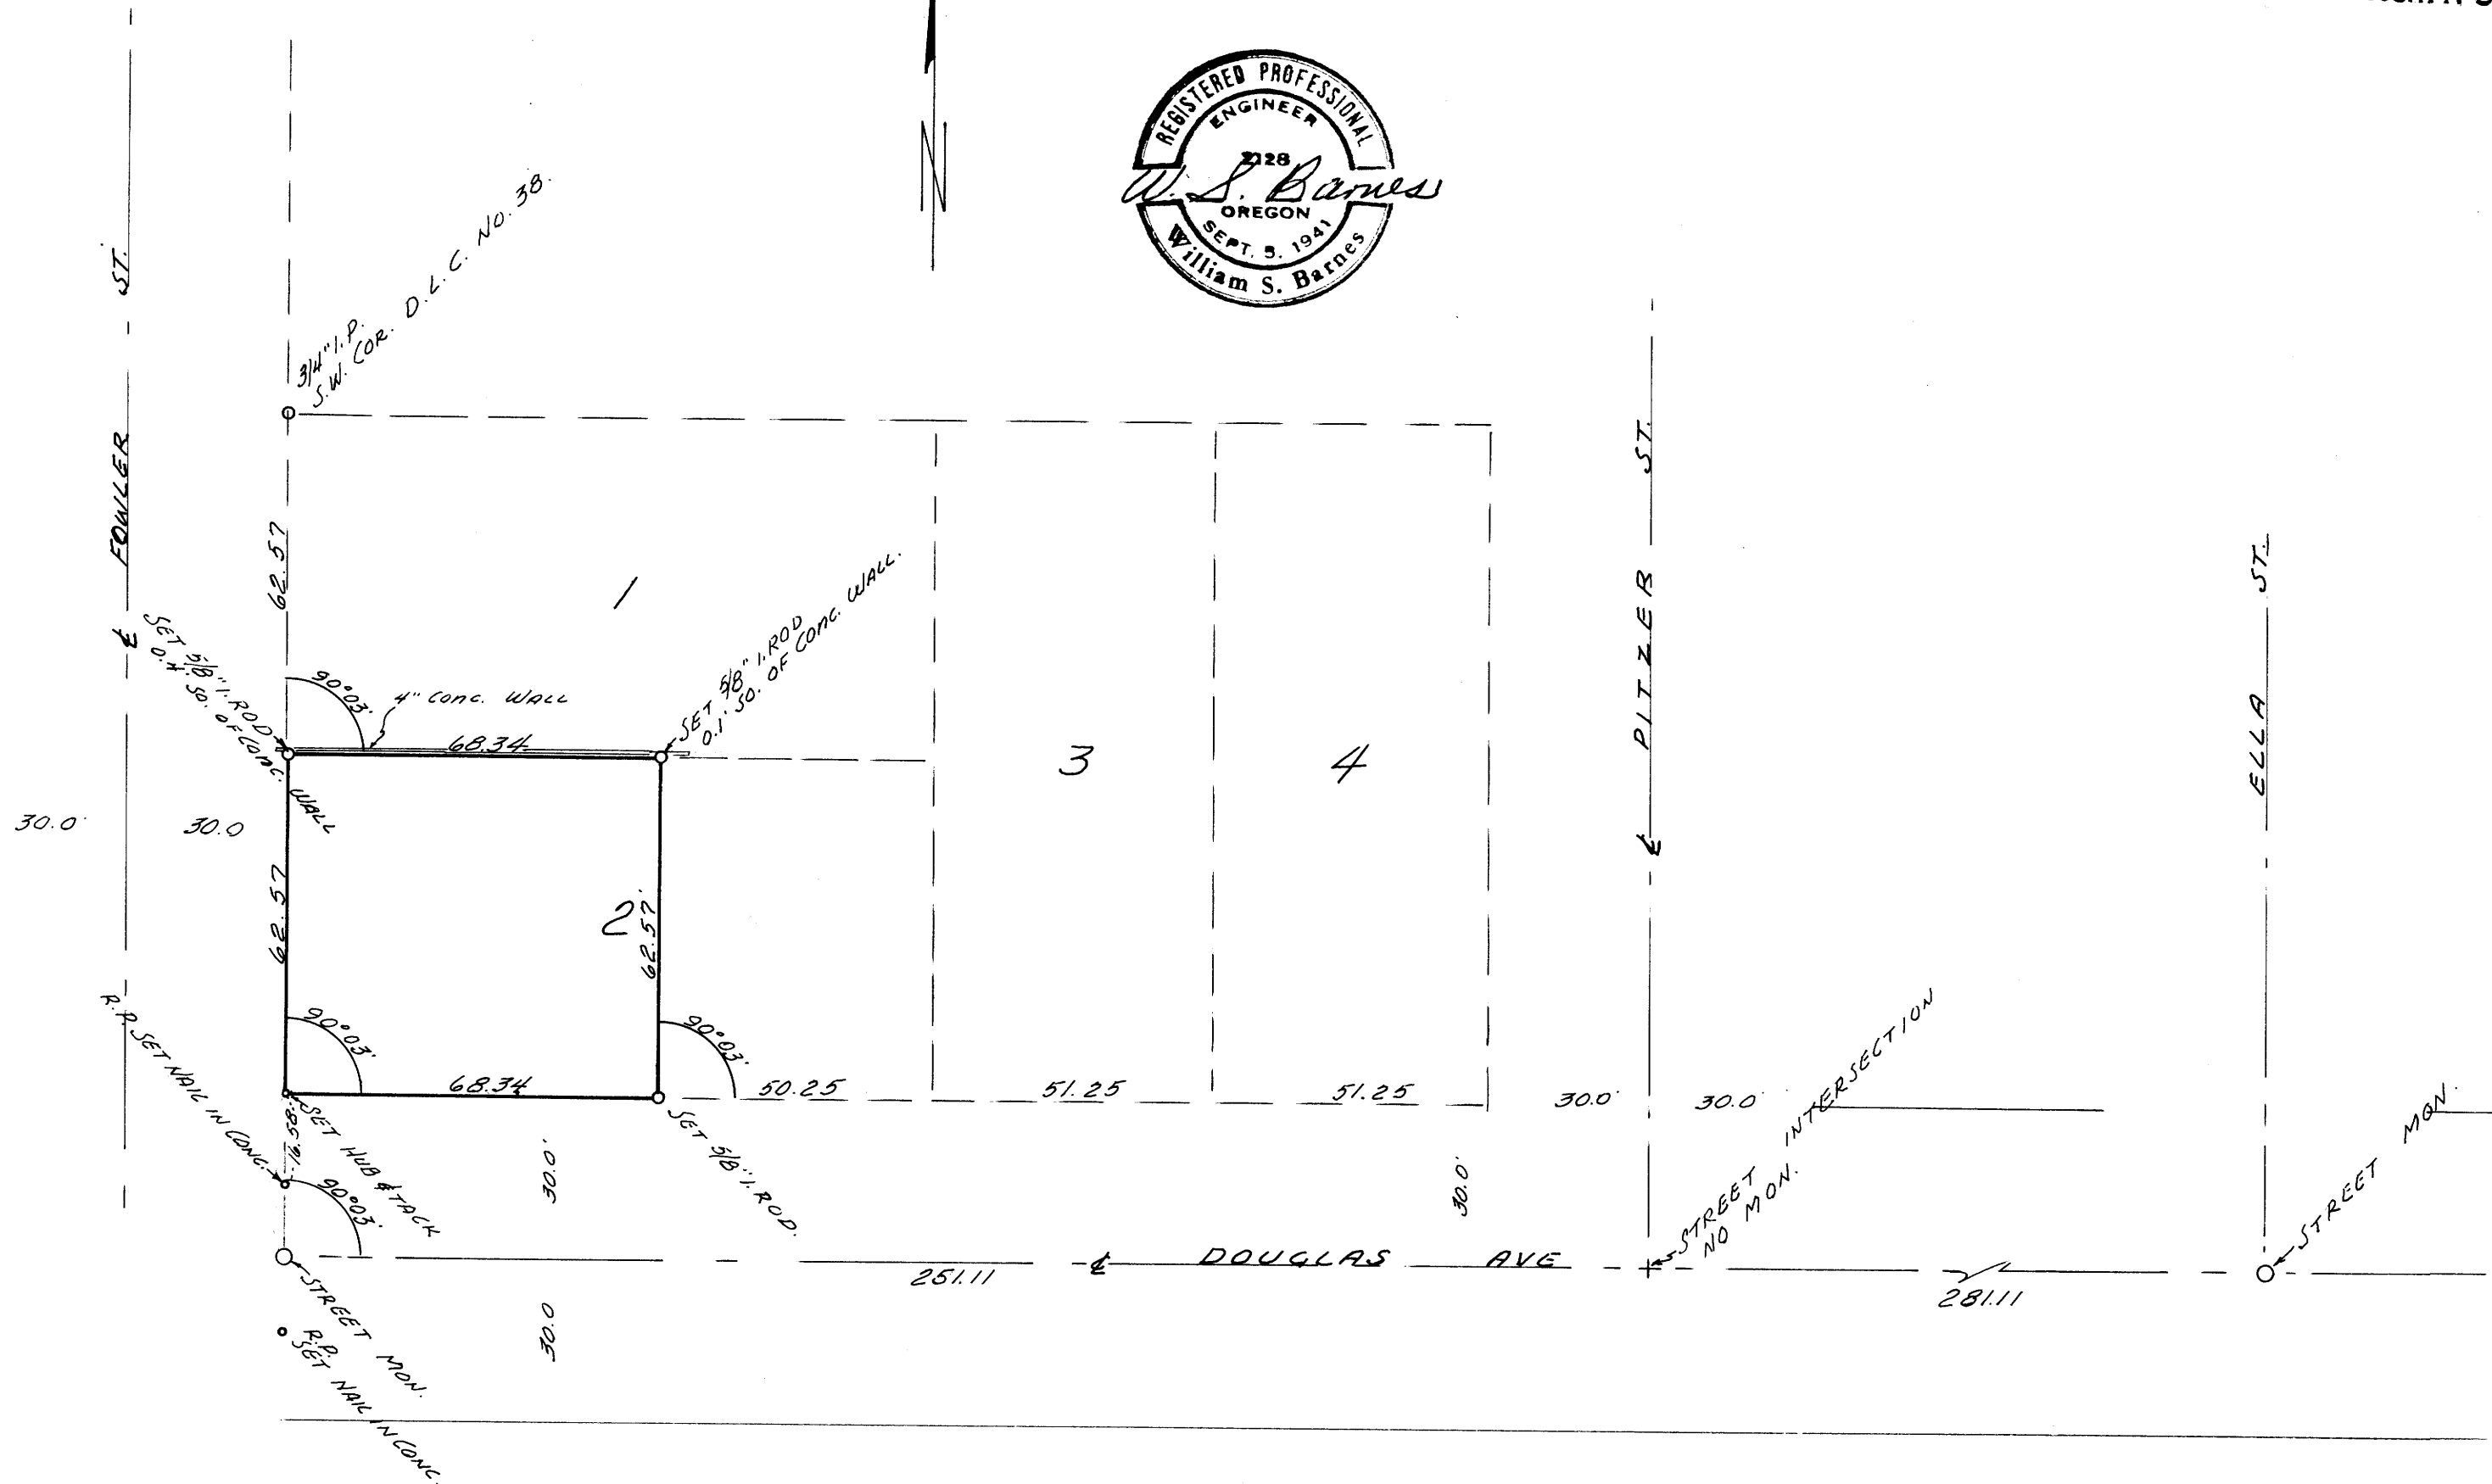 REGISTERED PROFESSIONAL
ENGINEER
2128
W. S. Barnes
OREGON
SEPT. 5, 1941
William S. Barnes
N
FOWLER ST.
3/4" I.P.
S.W. COR. D.L.C. NO. 38.
62.57
1
SET 5/8" I. ROD
0.4' SO. OF CONC. WALL
90°03'
4" CONC. WALL
68.34
SET 5/8" I. ROD
0.1' SO. OF CONC. WALL.
3
4
℄ PITZER ST.
ELLA ST.
30.0'
30.0
62.57
2
62.57'
90°03'
68.34
90°03'
50.25
51.25
51.25
30.0'
30.0'
R.P. SET NAIL IN CONC.
16.58'
SET HUB & TACK
90°03'
30.0'
SET 5/8" I. ROD.
30.0'
STREET INTERSECTION
NO MON.
STREET MON.
℄ DOUGLAS AVE
251.11
281.11
STREET MON.
30.0
R.P.
SET NAIL IN CONC.